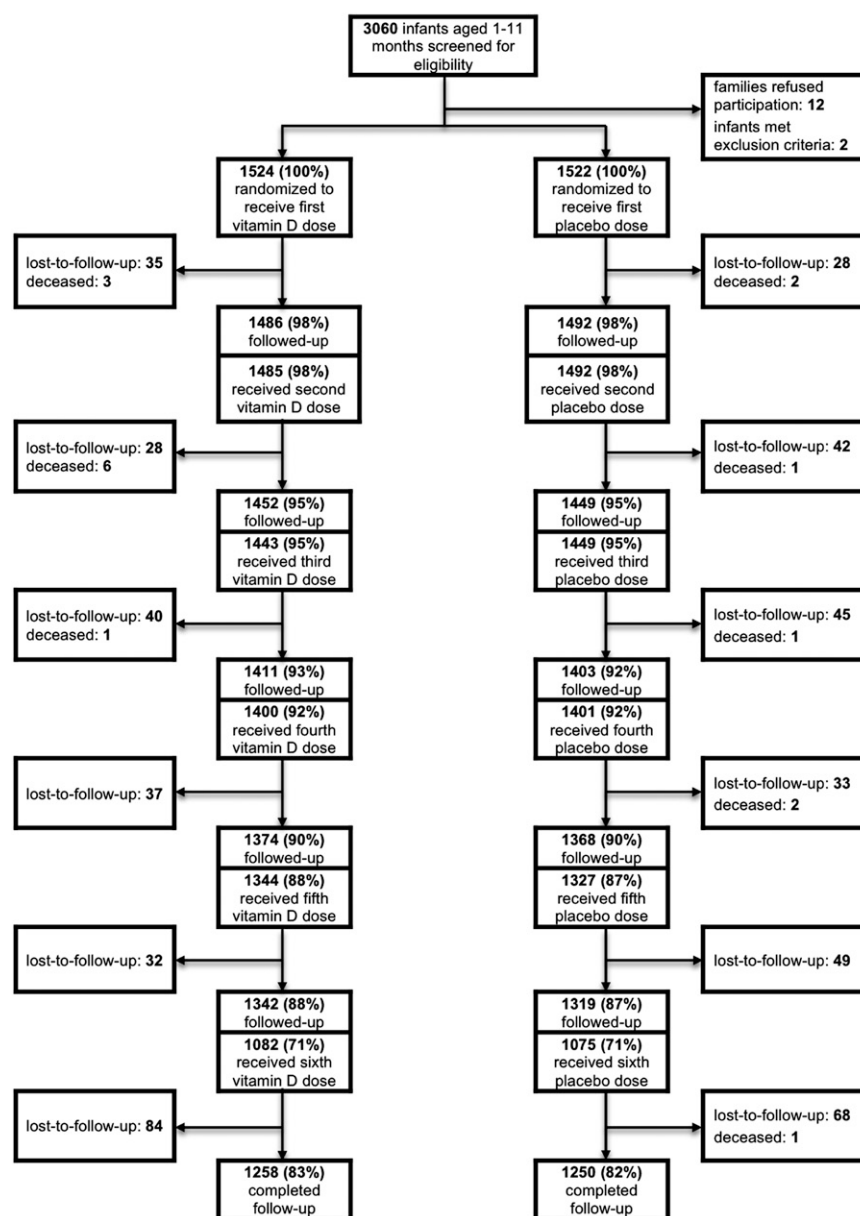 3060 infants aged 1-11
months screened for
eligibility
families refused
participation: 12
infants met
exclusion criteria: 2
1524 (100%)
randomized to
receive first
vitamin D dose
1522 (100%)
randomized to
receive first
placebo dose
lost-to-follow-up: 35
deceased: 3
lost-to-follow-up: 28
deceased: 2
1486 (98%)
followed-up
1485 (98%)
received second
vitamin D dose
1492 (98%)
followed-up
1492 (98%)
received second
placebo dose
lost-to-follow-up: 28
deceased: 6
lost-to-follow-up: 42
deceased: 1
1452 (95%)
followed-up
1443 (95%)
received third
vitamin D dose
1449 (95%)
followed-up
1449 (95%)
received third
placebo dose
lost-to-follow-up: 40
deceased: 1
lost-to-follow-up: 45
deceased: 1
1411 (93%)
followed-up
1400 (92%)
received fourth
vitamin D dose
1403 (92%)
followed-up
1401 (92%)
received fourth
placebo dose
lost-to-follow-up: 37
lost-to-follow-up: 33
deceased: 2
1374 (90%)
followed-up
1344 (88%)
received fifth
vitamin D dose
1368 (90%)
followed-up
1327 (87%)
received fifth
placebo dose
lost-to-follow-up: 32
lost-to-follow-up: 49
1342 (88%)
followed-up
1082 (71%)
received sixth
vitamin D dose
1319 (87%)
followed-up
1075 (71%)
received sixth
placebo dose
lost-to-follow-up: 84
lost-to-follow-up: 68
deceased: 1
1258 (83%)
completed
follow-up
1250 (82%)
completed
follow-up